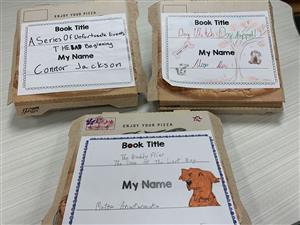 ENJOY YOUR PIZZA
Book Title
A Series Of Unfortunate Events
THE BAD Beginning
My Name
Connor Jackson
Book Title
Dog
My Name
ENJOY YOUR PIZZA
Book Title
The Buddy Files
The Case Of The Lost Boy
My Name